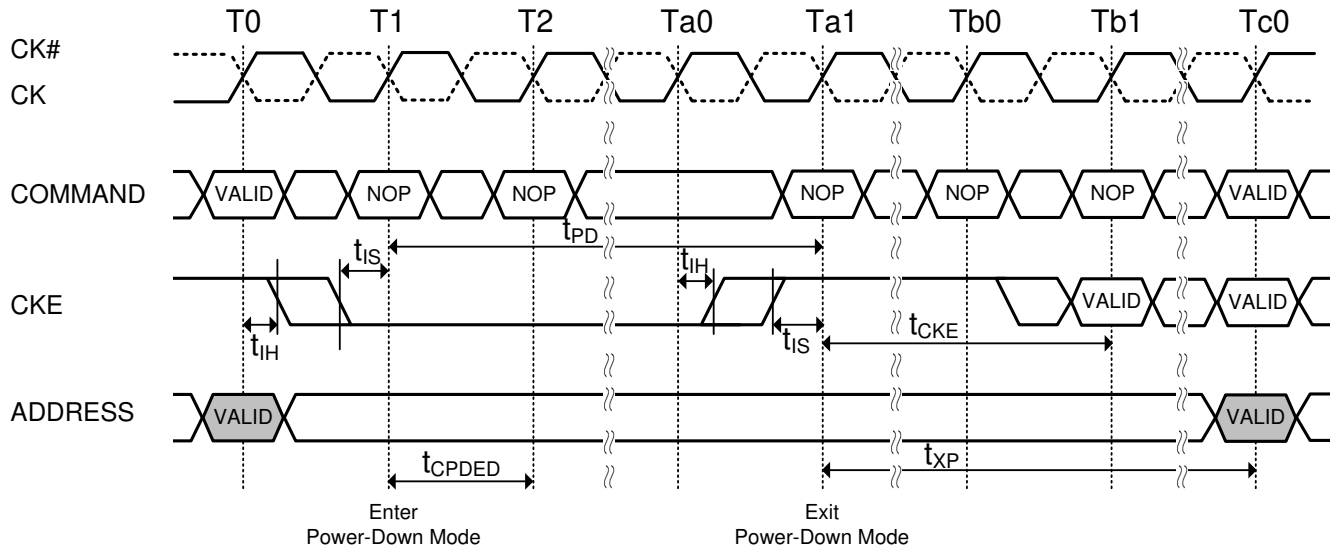 T0 T1 T2 Ta0 Ta1 Tb0 Tb1 Tc0
CK#
CK
COMMAND VALID NOP NOP NOP NOP NOP VALID
tPD
tIS tIH
CKE VALID VALID
tIH tIS tCKE
ADDRESS VALID VALID
tCPDED tXP
Enter
Power-Down Mode
Exit
Power-Down Mode